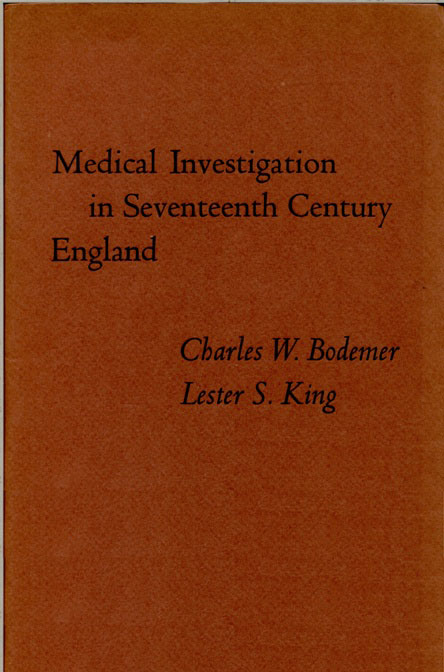 Medical Investigation
in Seventeenth Century
England
Charles W. Bodemer
Lester S. King